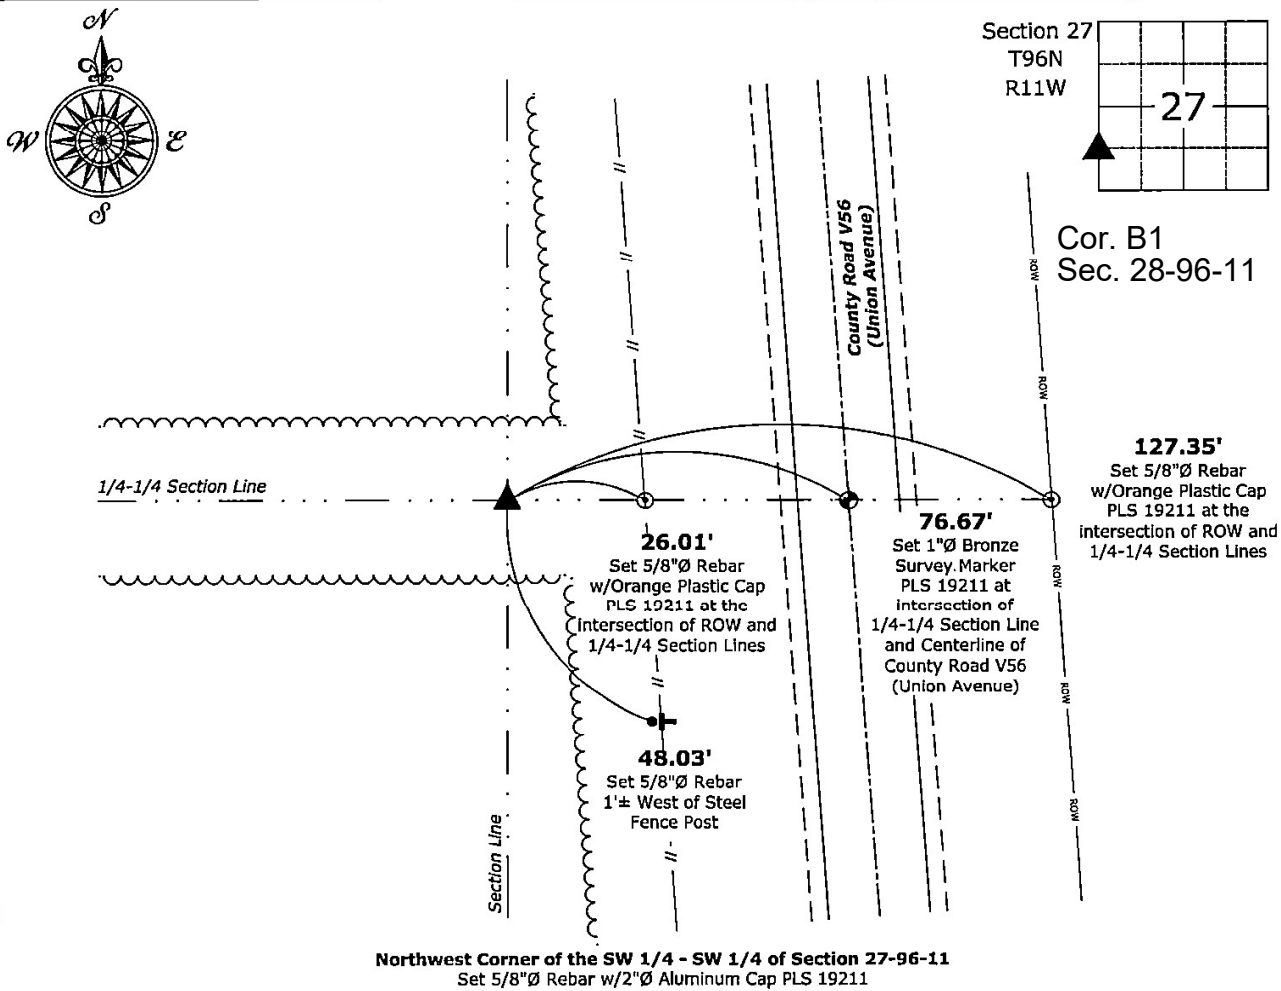 N
W
E
S
Section 27
T96N
R11W
27
Cor. B1
Sec. 28-96-11
County Road V56
(Union Avenue)
ROW
ROW
ROW
ROW
ROW
1/4-1/4 Section Line
127.35'
Set 5/8"Ø Rebar
w/Orange Plastic Cap
PLS 19211 at the
intersection of ROW and
1/4-1/4 Section Lines
76.67'
Set 1"Ø Bronze
Survey Marker
PLS 19211 at
intersection of
1/4-1/4 Section Line
and Centerline of
County Road V56
(Union Avenue)
26.01'
Set 5/8"Ø Rebar
w/Orange Plastic Cap
PLS 19211 at the
intersection of ROW and
1/4-1/4 Section Lines
48.03'
Set 5/8"Ø Rebar
1'± West of Steel
Fence Post
Section Line
Northwest Corner of the SW 1/4 - SW 1/4 of Section 27-96-11
Set 5/8"Ø Rebar w/2"Ø Aluminum Cap PLS 19211